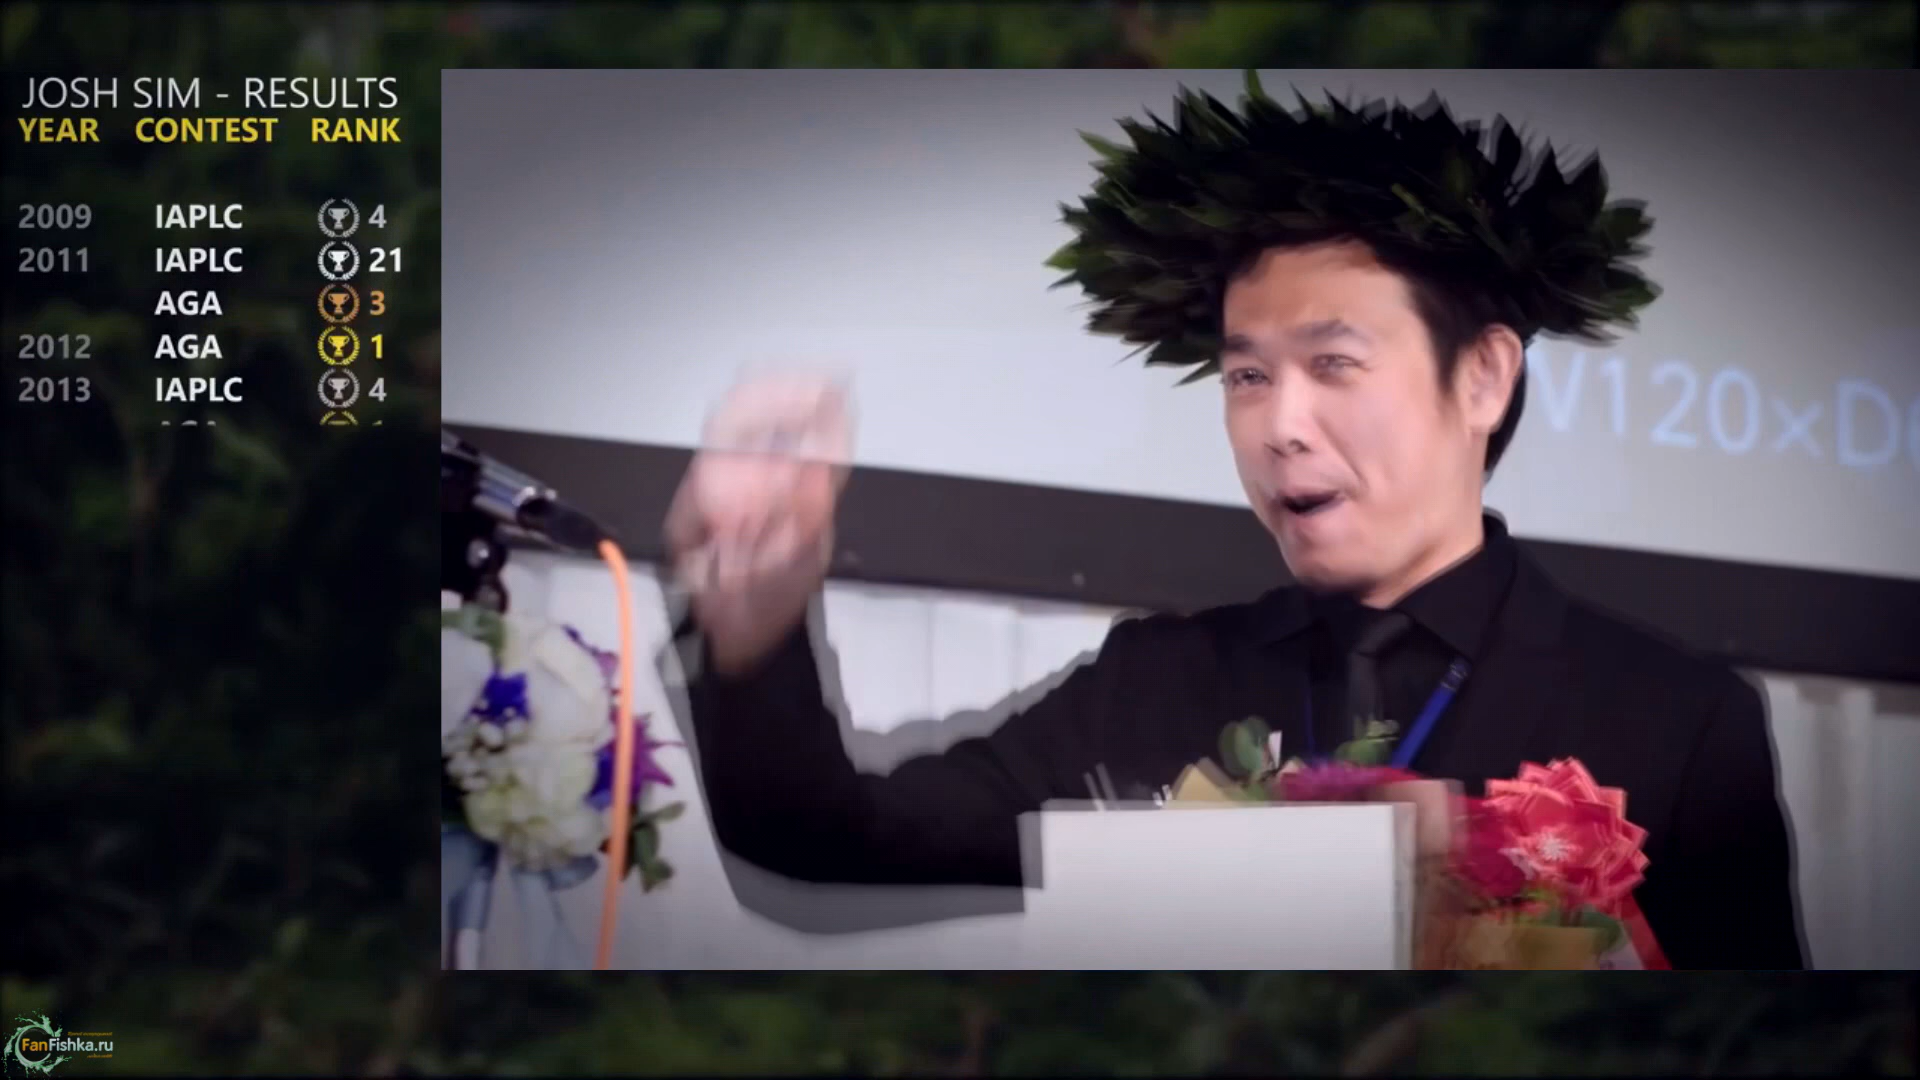 JOSH SIM - RESULTS
YEAR CONTEST RANK
2009 IAPLC 4
2011 IAPLC 21
AGA 3
2012 AGA 1
2013 IAPLC 4
V120×D
FanFishka.ru